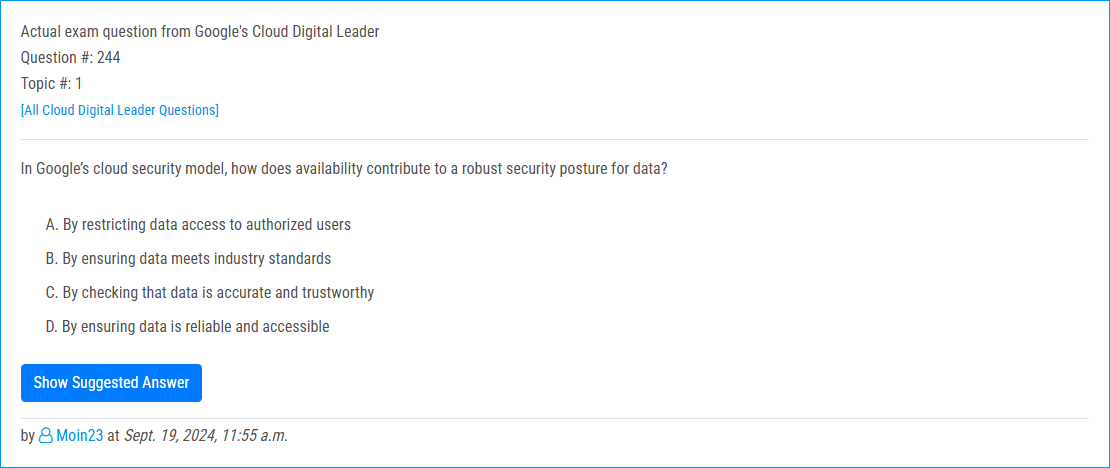 Actual exam question from Google's Cloud Digital Leader
Question #: 244
Topic #: 1
[All Cloud Digital Leader Questions]
In Google’s cloud security model, how does availability contribute to a robust security posture for data?
A. By restricting data access to authorized users
B. By ensuring data meets industry standards
C. By checking that data is accurate and trustworthy
D. By ensuring data is reliable and accessible
Show Suggested Answer
by Moin23 at Sept. 19, 2024, 11:55 a.m.